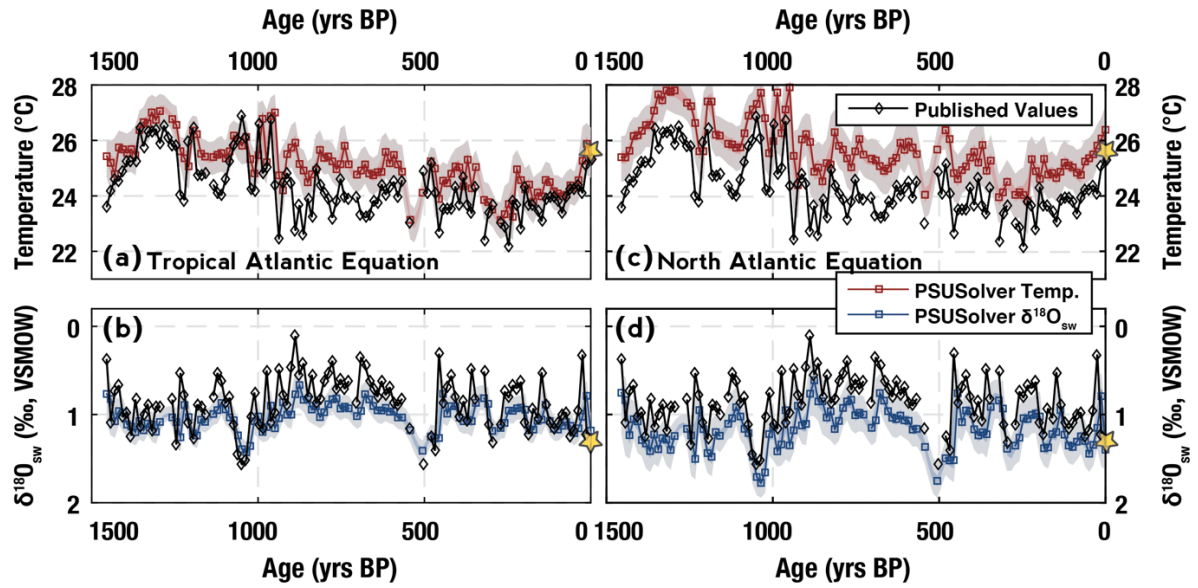 Age (yrs BP)
Age (yrs BP)
1500 1000 500 0
1500 1000 500 0
28
26
24
22
Temperature (°C)
(a) Tropical Atlantic Equation
Published Values
(c) North Atlantic Equation
28
26
24
22
Temperature (°C)
PSUSolver Temp.
PSUSolver δ¹⁸Osw
0
1
2
δ¹⁸Osw (‰, VSMOW)
(b)
(d)
0
1
2
δ¹⁸Osw (‰, VSMOW)
1500 1000 500 0
1500 1000 500 0
Age (yrs BP)
Age (yrs BP)